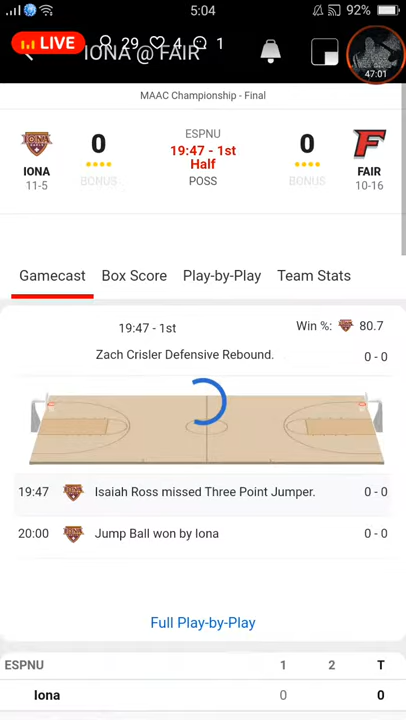 5:04
92%
LIVE
29
4
1
IONA @ FAIR
47:01
MAAC Championship - Final
IONA
11-5
0
BONUS
ESPNU
19:47 - 1st
Half
POSS
0
BONUS
FAIR
10-16
Gamecast
Box Score
Play-by-Play
Team Stats
19:47 - 1st
Win %:
80.7
Zach Crisler Defensive Rebound.
0 - 0
19:47
Isaiah Ross missed Three Point Jumper.
0 - 0
20:00
Jump Ball won by Iona
0 - 0
Full Play-by-Play
ESPNU
1
2
T
Iona
0
0